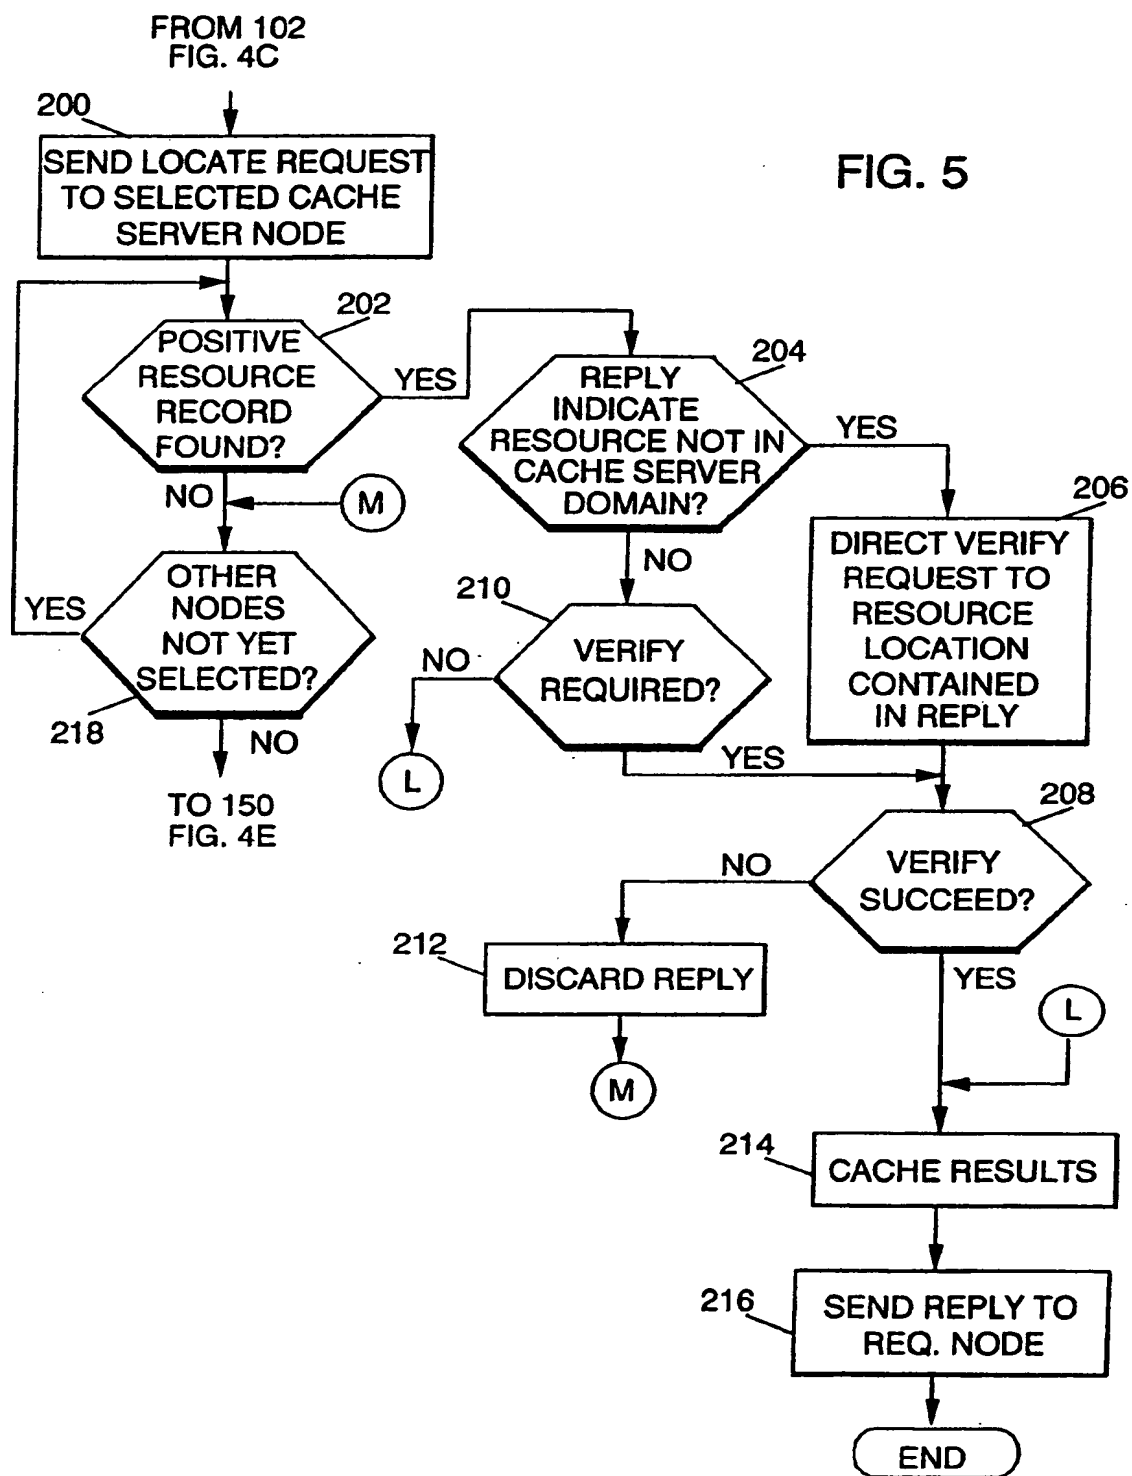 FROM 102
FIG. 4C
200
SEND LOCATE REQUEST
TO SELECTED CACHE
SERVER NODE
FIG. 5
202
POSITIVE
RESOURCE
RECORD
FOUND?
YES
204
REPLY
INDICATE
RESOURCE NOT IN
CACHE SERVER
DOMAIN?
YES
NO
M
206
DIRECT VERIFY
REQUEST TO
RESOURCE
LOCATION
CONTAINED
IN REPLY
NO
OTHER
NODES
NOT YET
SELECTED?
YES
218
NO
TO 150
FIG. 4E
210
VERIFY
REQUIRED?
NO
L
YES
208
VERIFY
SUCCEED?
NO
212
DISCARD REPLY
M
YES
L
214
CACHE RESULTS
216
SEND REPLY TO
REQ. NODE
END